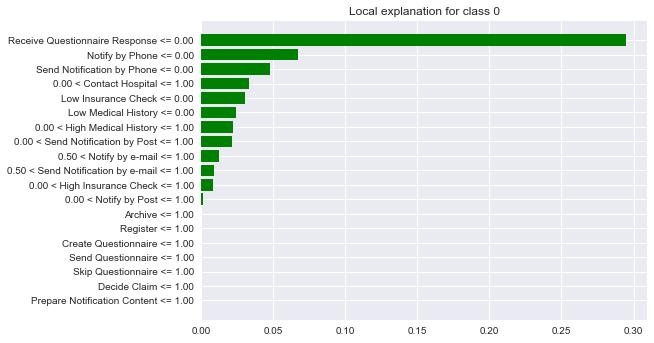 Local explanation for class 0
Receive Questionnaire Response <= 0.00
Notify by Phone <= 0.00
Send Notification by Phone <= 0.00
0.00 < Contact Hospital <= 1.00
Low Insurance Check <= 0.00
Low Medical History <= 0.00
0.00 < High Medical History <= 1.00
0.00 < Send Notification by Post <= 1.00
0.50 < Notify by e-mail <= 1.00
0.50 < Send Notification by e-mail <= 1.00
0.00 < High Insurance Check <= 1.00
0.00 < Notify by Post <= 1.00
Archive <= 1.00
Register <= 1.00
Create Questionnaire <= 1.00
Send Questionnaire <= 1.00
Skip Questionnaire <= 1.00
Decide Claim <= 1.00
Prepare Notification Content <= 1.00
0.00 0.05 0.10 0.15 0.20 0.25 0.30